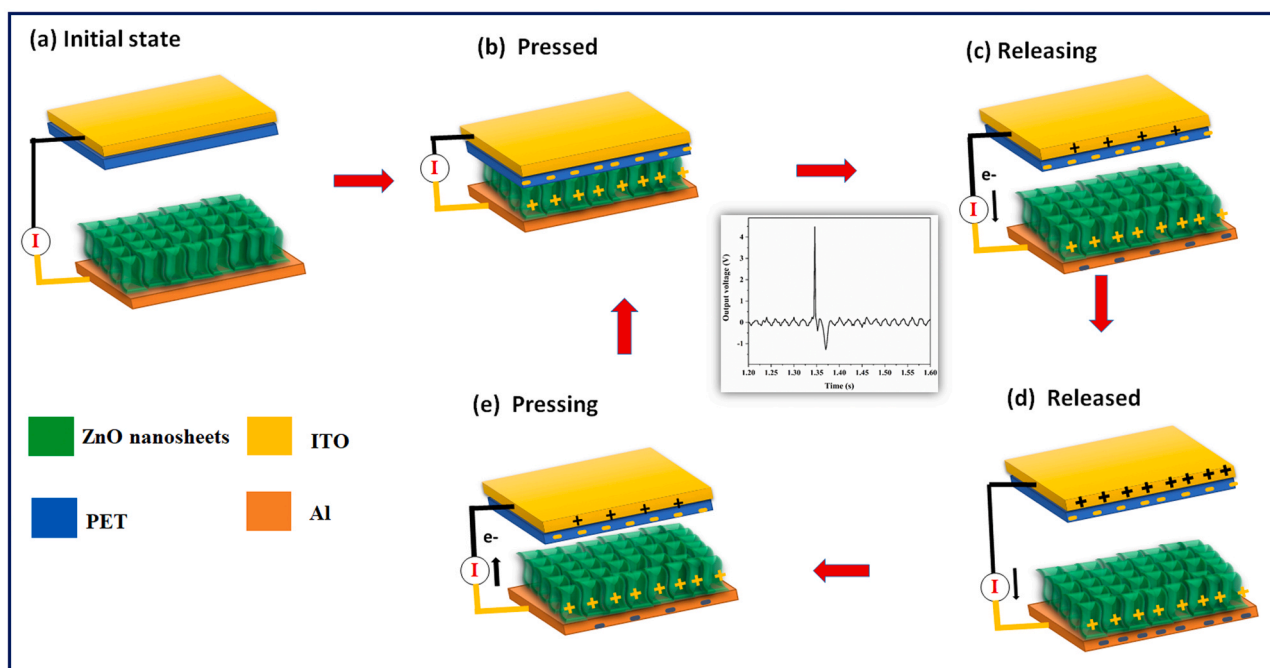 (a) Initial state
(b) Pressed
(c) Releasing
I
I
e-
I
Output voltage (V)
4
3
2
1
0
-1
1.20 1.25 1.30 1.35 1.40 1.45 1.50 1.55 1.60
Time (s)
(e) Pressing
(d) Released
e-
I
I
ZnO nanosheets
ITO
PET
Al